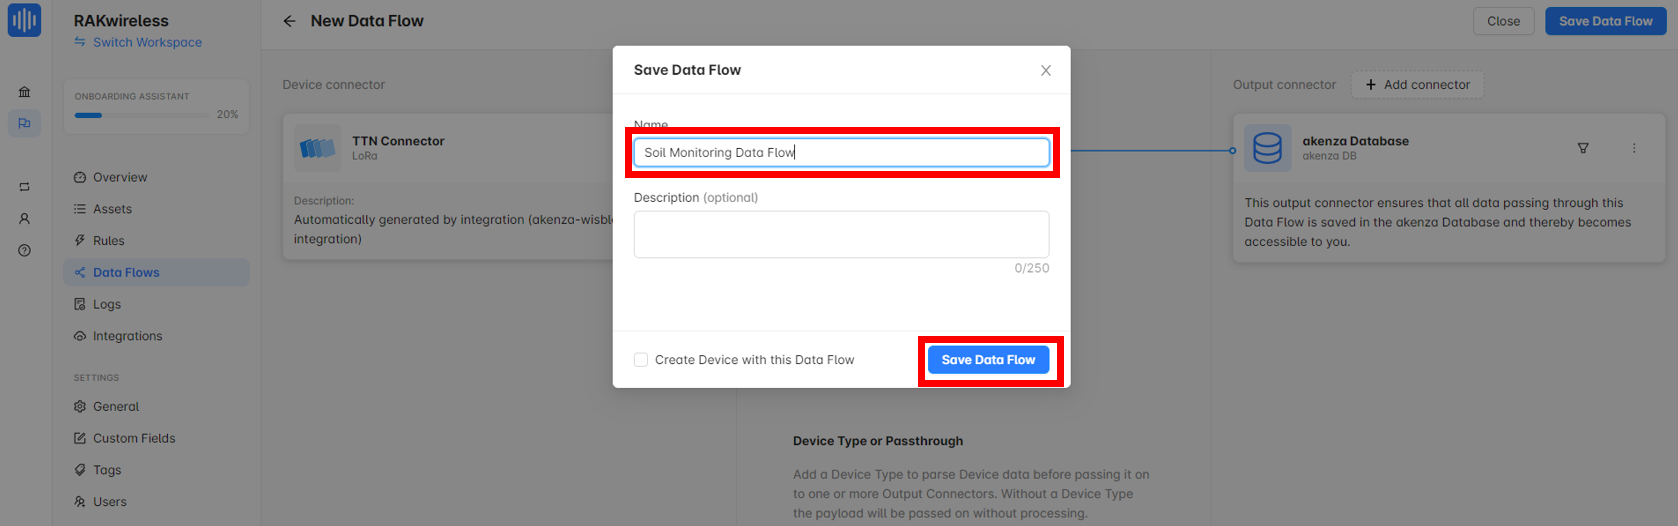 RAKwireless
Switch Workspace
ONBOARDING ASSISTANT
20%
Overview
Assets
Rules
Data Flows
Logs
Integrations
SETTINGS
General
Custom Fields
Tags
Users
New Data Flow
Close
Save Data Flow
Device connector
TTN Connector
LoRa
Description:
Automatically generated by integration (akenza-wisbl
integration)
Save Data Flow
Name
Soil Monitoring Data Flow
Description (optional)
0/250
Create Device with this Data Flow
Save Data Flow
Device Type or Passthrough
Add a Device Type to parse Device data before passing it on
to one or more Output Connectors. Without a Device Type
the payload will be passed on without processing.
Output connector
Add connector
akenza Database
akenza DB
This output connector ensures that all data passing through this
Data Flow is saved in the akenza Database and thereby becomes
accessible to you.